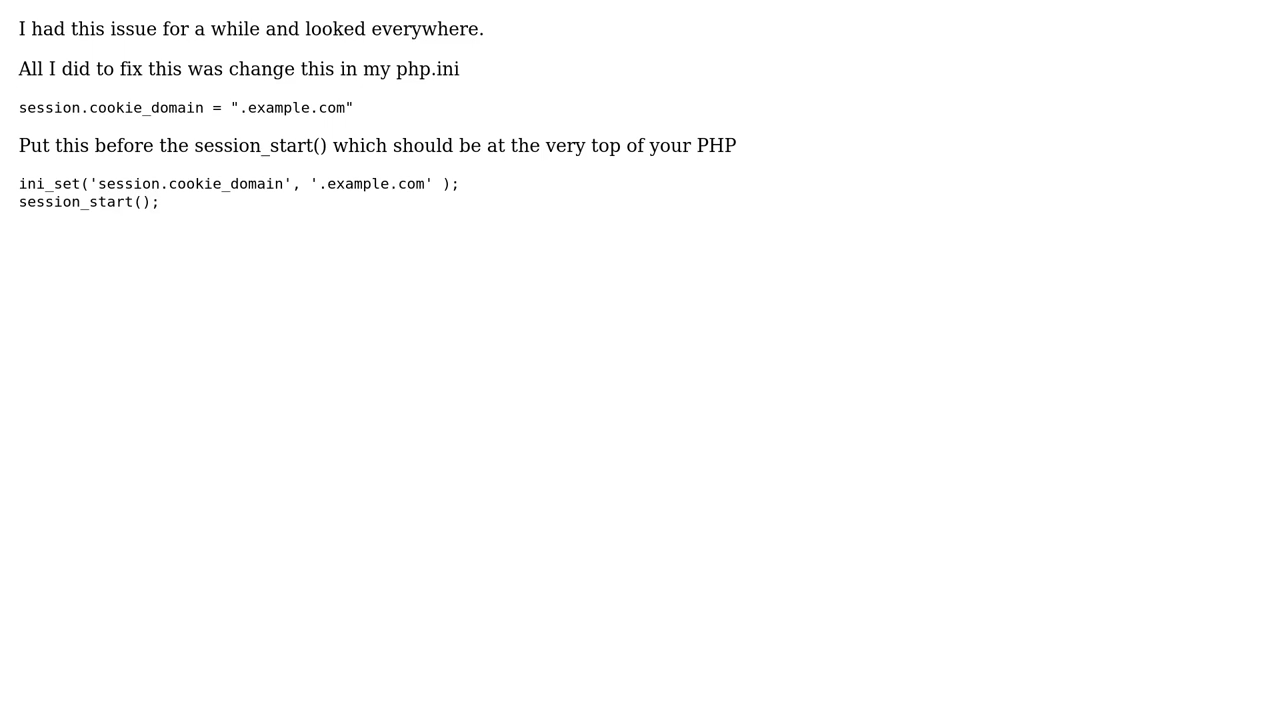 I had this issue for a while and looked everywhere.
All I did to fix this was change this in my php.ini
session.cookie_domain = ".example.com"
Put this before the session_start() which should be at the very top of your PHP
ini_set('session.cookie_domain', '.example.com' );
session_start();